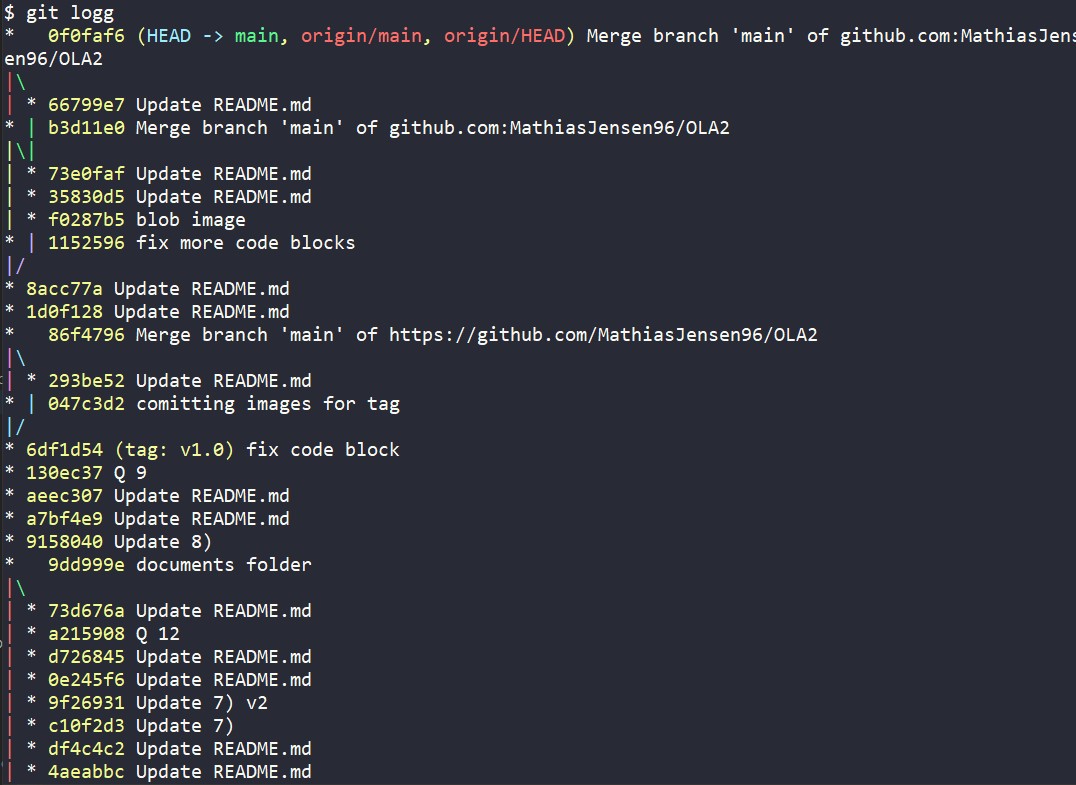 $ git logg
*   0f0faf6 (HEAD -> main, origin/main, origin/HEAD) Merge branch 'main' of github.com:MathiasJens
en96/OLA2
|\
| * 66799e7 Update README.md
* | b3d11e0 Merge branch 'main' of github.com:MathiasJensen96/OLA2
|\|
| * 73e0faf Update README.md
| * 35830d5 Update README.md
| * f0287b5 blob image
* | 1152596 fix more code blocks
|/
* 8acc77a Update README.md
* 1d0f128 Update README.md
*   86f4796 Merge branch 'main' of https://github.com/MathiasJensen96/OLA2
|\
| * 293be52 Update README.md
* | 047c3d2 comitting images for tag
|/
* 6df1d54 (tag: v1.0) fix code block
* 130ec37 Q 9
* aeec307 Update README.md
* a7bf4e9 Update README.md
* 9158040 Update 8)
*   9dd999e documents folder
|\
| * 73d676a Update README.md
| * a215908 Q 12
| * d726845 Update README.md
| * 0e245f6 Update README.md
| * 9f26931 Update 7) v2
| * c10f2d3 Update 7)
| * df4c4c2 Update README.md
| * 4aeabbc Update README.md